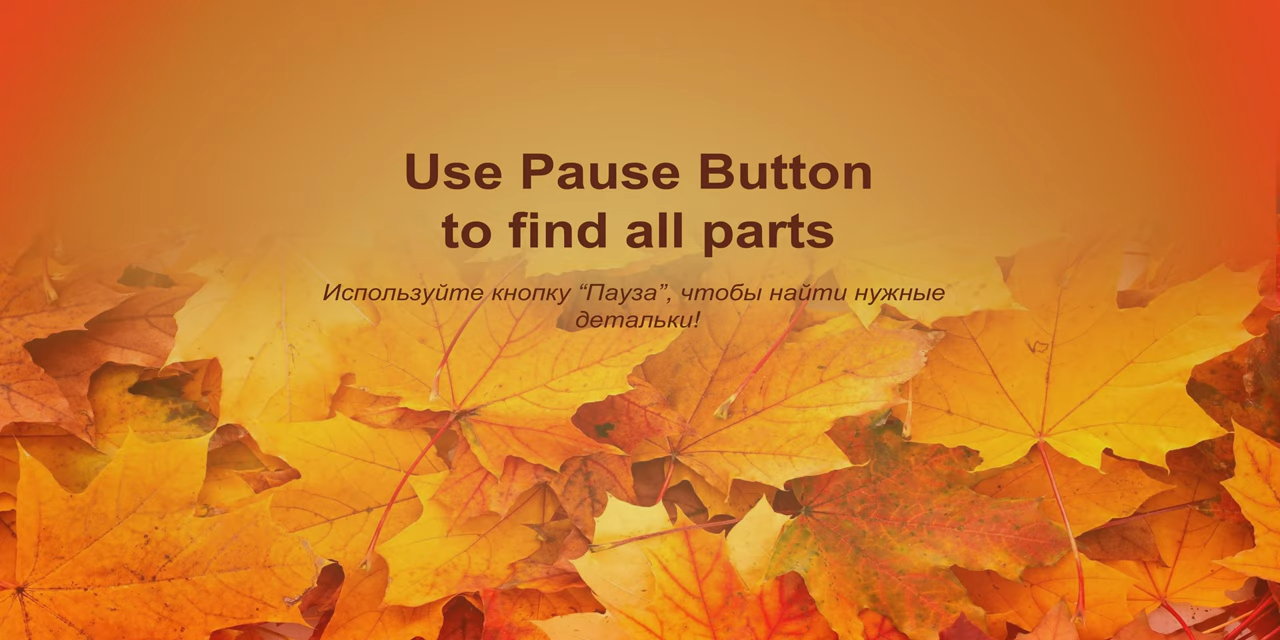 Use Pause Button
to find all parts
Используйте кнопку “Пауза”, чтобы найти нужные
детальки!